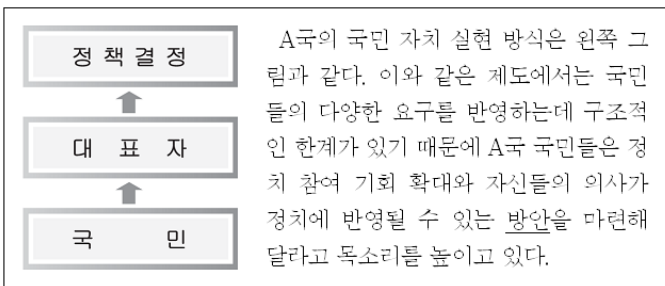 정 책 결 정
대 표 자
국 민
A국의 국민 자치 실현 방식은 왼쪽 그
림과 같다. 이와 같은 제도에서는 국민
들의 다양한 요구를 반영하는데 구조적
인 한계가 있기 때문에 A국 국민들은 정
치 참여 기회 확대와 자신들의 의사가
정치에 반영될 수 있는 방안을 마련해
달라고 목소리를 높이고 있다.